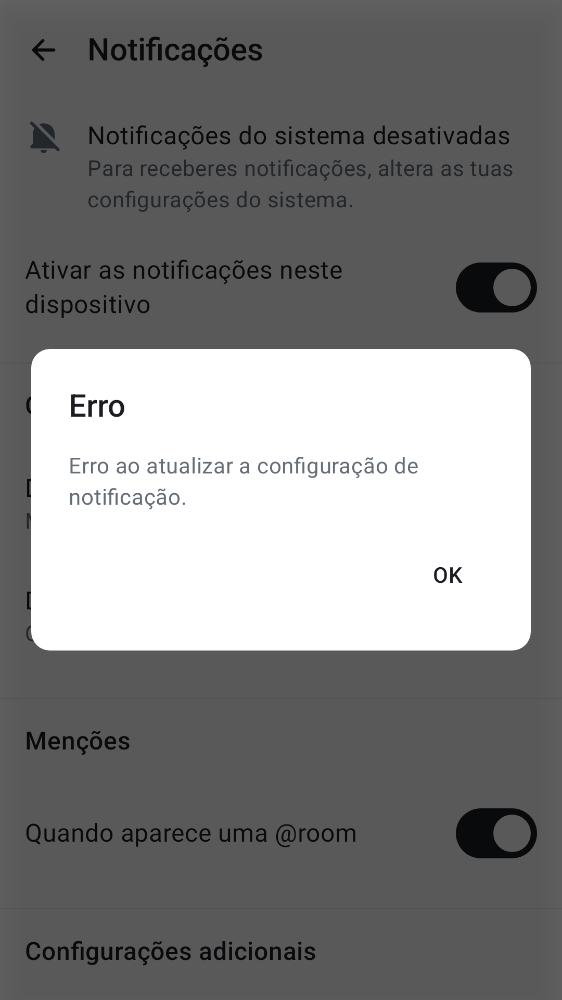 Notificações
Notificações do sistema desativadas
Para receberes notificações, altera as tuas
configurações do sistema.
Ativar as notificações neste
dispositivo
Erro
Erro ao atualizar a configuração de
notificação.
OK
Menções
Quando aparece uma @room
Configurações adicionais